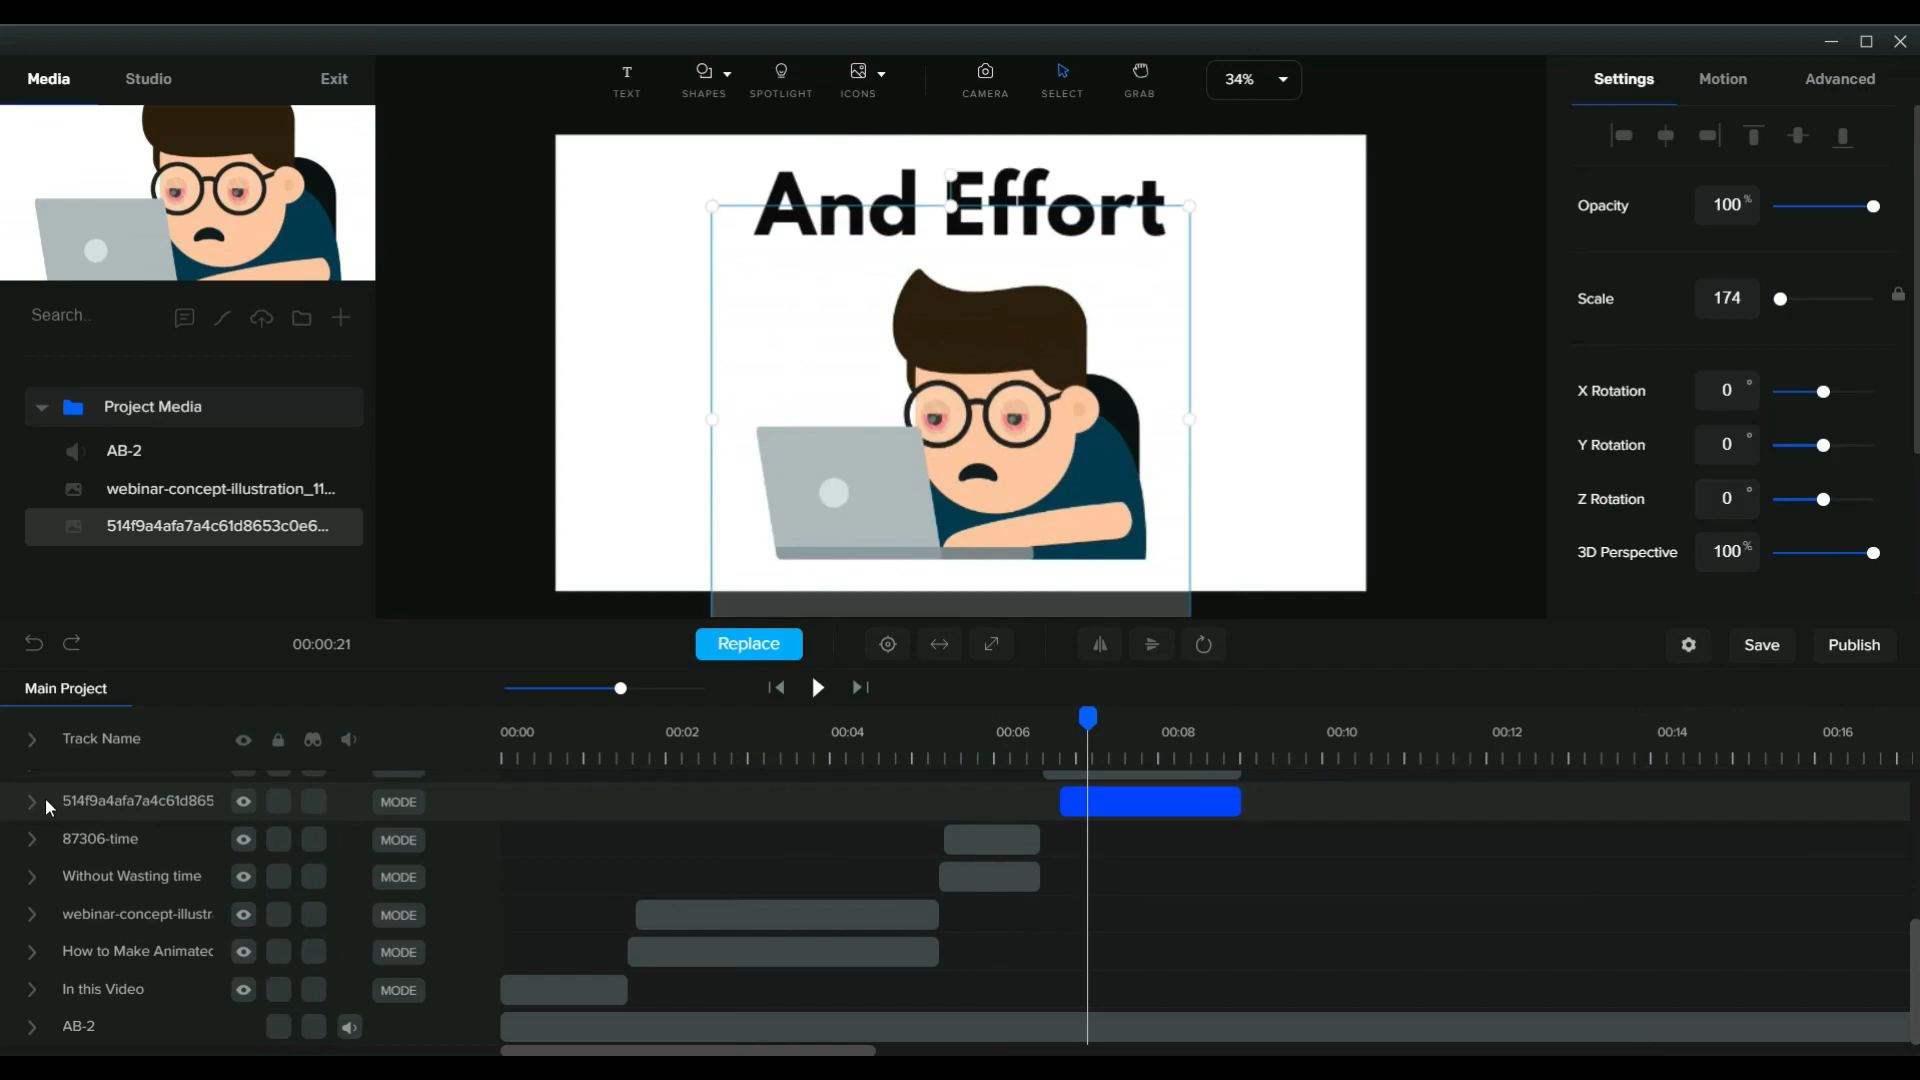 Media Studio Exit
TEXT SHAPES SPOTLIGHT ICONS CAMERA SELECT GRAB 34%
Settings Motion Advanced
And Effort
Opacity 100 %
Scale 174
X Rotation 0 °
Y Rotation 0 °
Z Rotation 0 °
3D Perspective 100 %
Search..
Project Media
AB-2
webinar-concept-illustration_11...
514f9a4afa7a4c61d8653c0e6...
00:00:21
Replace
Save Publish
Main Project
Track Name
00:00 00:02 00:04 00:06 00:08 00:10 00:12 00:14 00:16
514f9a4afa7a4c61d865 MODE
87306-time MODE
Without Wasting time MODE
webinar-concept-illustr MODE
How to Make Animated MODE
In this Video MODE
AB-2